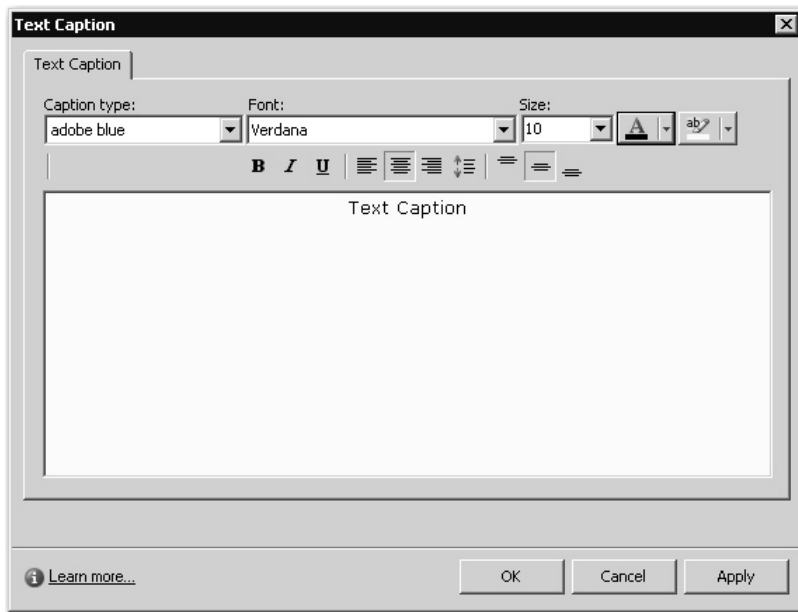 Text Caption
Text Caption
Caption type: Font: Size:
adobe blue Verdana 10 A ab
B I U
Text Caption
Learn more... OK Cancel Apply